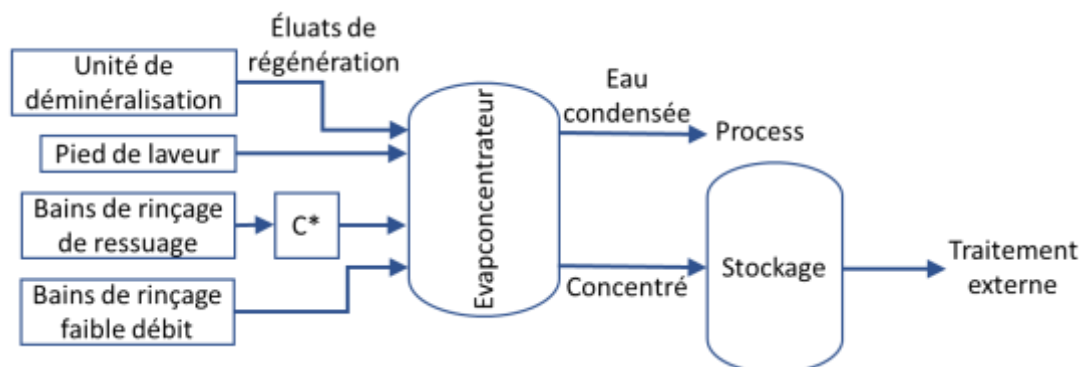 Unité de
déminéralisation
Éluats de
régénération
Pied de laveur
Bains de rinçage
de ressuage
C*
Bains de rinçage
faible débit
Evapconcentrateur
Eau
condensée
Process
Concentré
Stockage
Traitement
externe